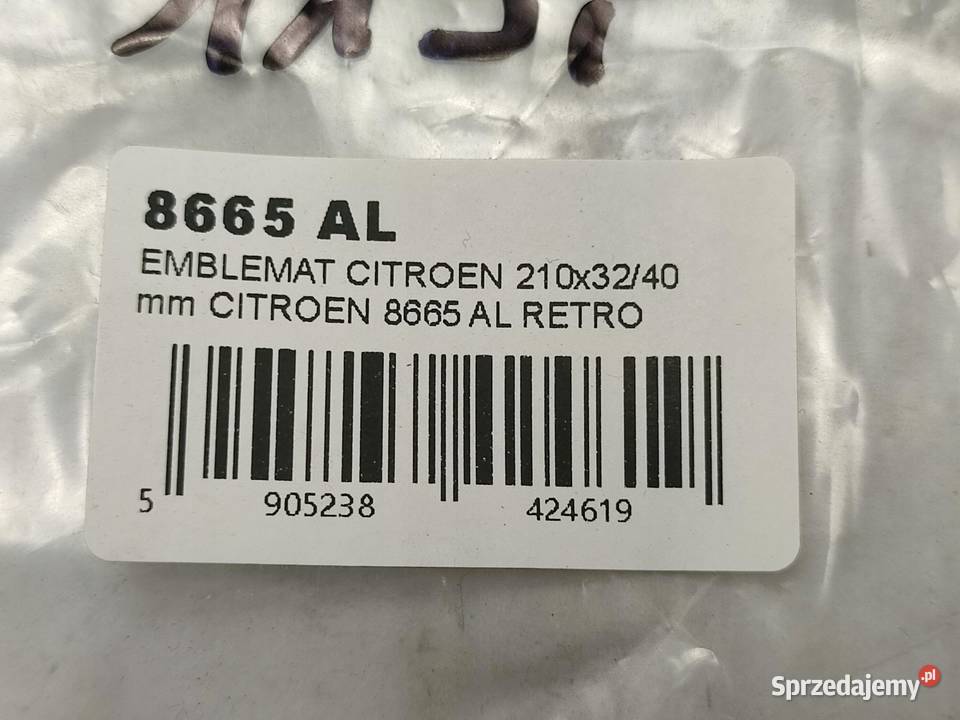 8665 AL
EMBLEMAT CITROEN 210x32/40
mm CITROEN 8665 AL RETRO
5 905238 424619
Sprzedajemy.pl